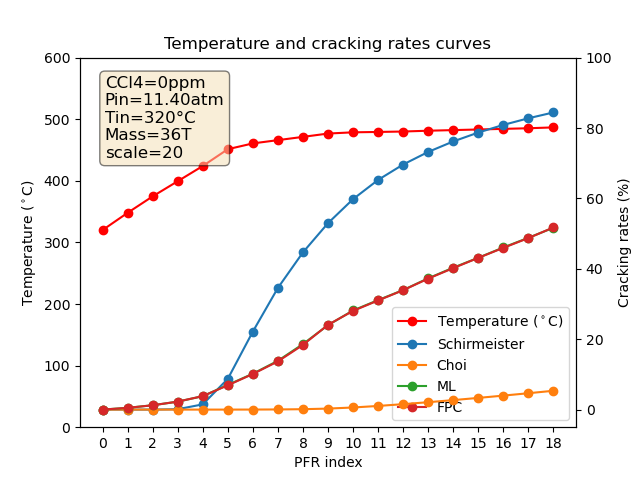 Temperature and cracking rates curves
CCl4=0ppm
Pin=11.40atm
Tin=320°C
Mass=36T
scale=20
600
500
400
300
200
100
0
Temperature (°C)
100
80
60
40
20
0
Cracking rates (%)
Temperature (°C)
Schirmeister
Choi
ML
FPC
0 1 2 3 4 5 6 7 8 9 10 11 12 13 14 15 16 17 18
PFR index